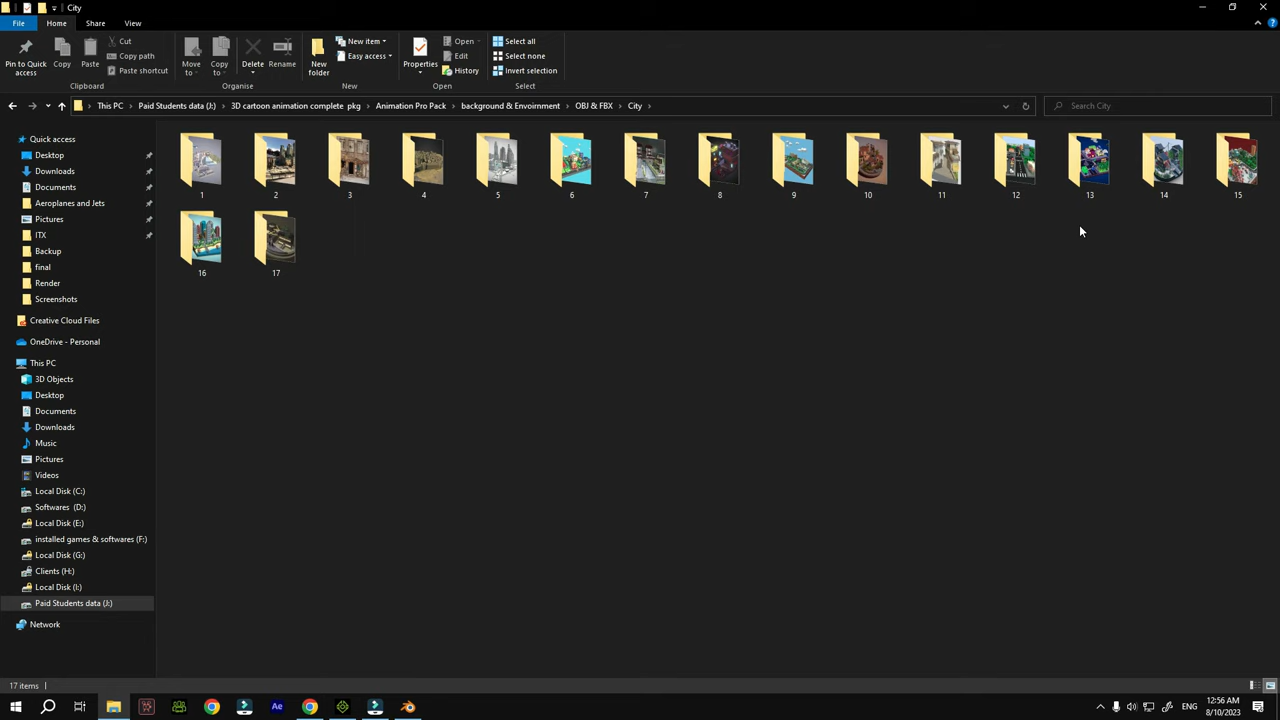 City
File Home Share View
Pin to Quick access
Copy
Paste
Cut
Copy path
Paste shortcut
Clipboard
Move to
Copy to
Delete
Rename
Organise
New folder
New item
Easy access
New
Properties
Open
Edit
History
Open
Select all
Select none
Invert selection
Select
This PC › Paid Students data (J:) › 3D cartoon animation complete pkg › Animation Pro Pack › background & Envoirnment › OBJ & FBX › City ›
Search City
Quick access
Desktop
Downloads
Documents
Aeroplanes and Jets
Pictures
ITX
Backup
final
Render
Screenshots
Creative Cloud Files
OneDrive - Personal
This PC
3D Objects
Desktop
Documents
Downloads
Music
Pictures
Videos
Local Disk (C:)
Softwares (D:)
Local Disk (E:)
installed games & softwares (F:)
Local Disk (G:)
Clients (H:)
Local Disk (I:)
Paid Students data (J:)
Network
1 2 3 4 5 6 7 8 9 10 11 12 13 14 15
16 17
17 items
Ae
ENG
12:56 AM
8/10/2023